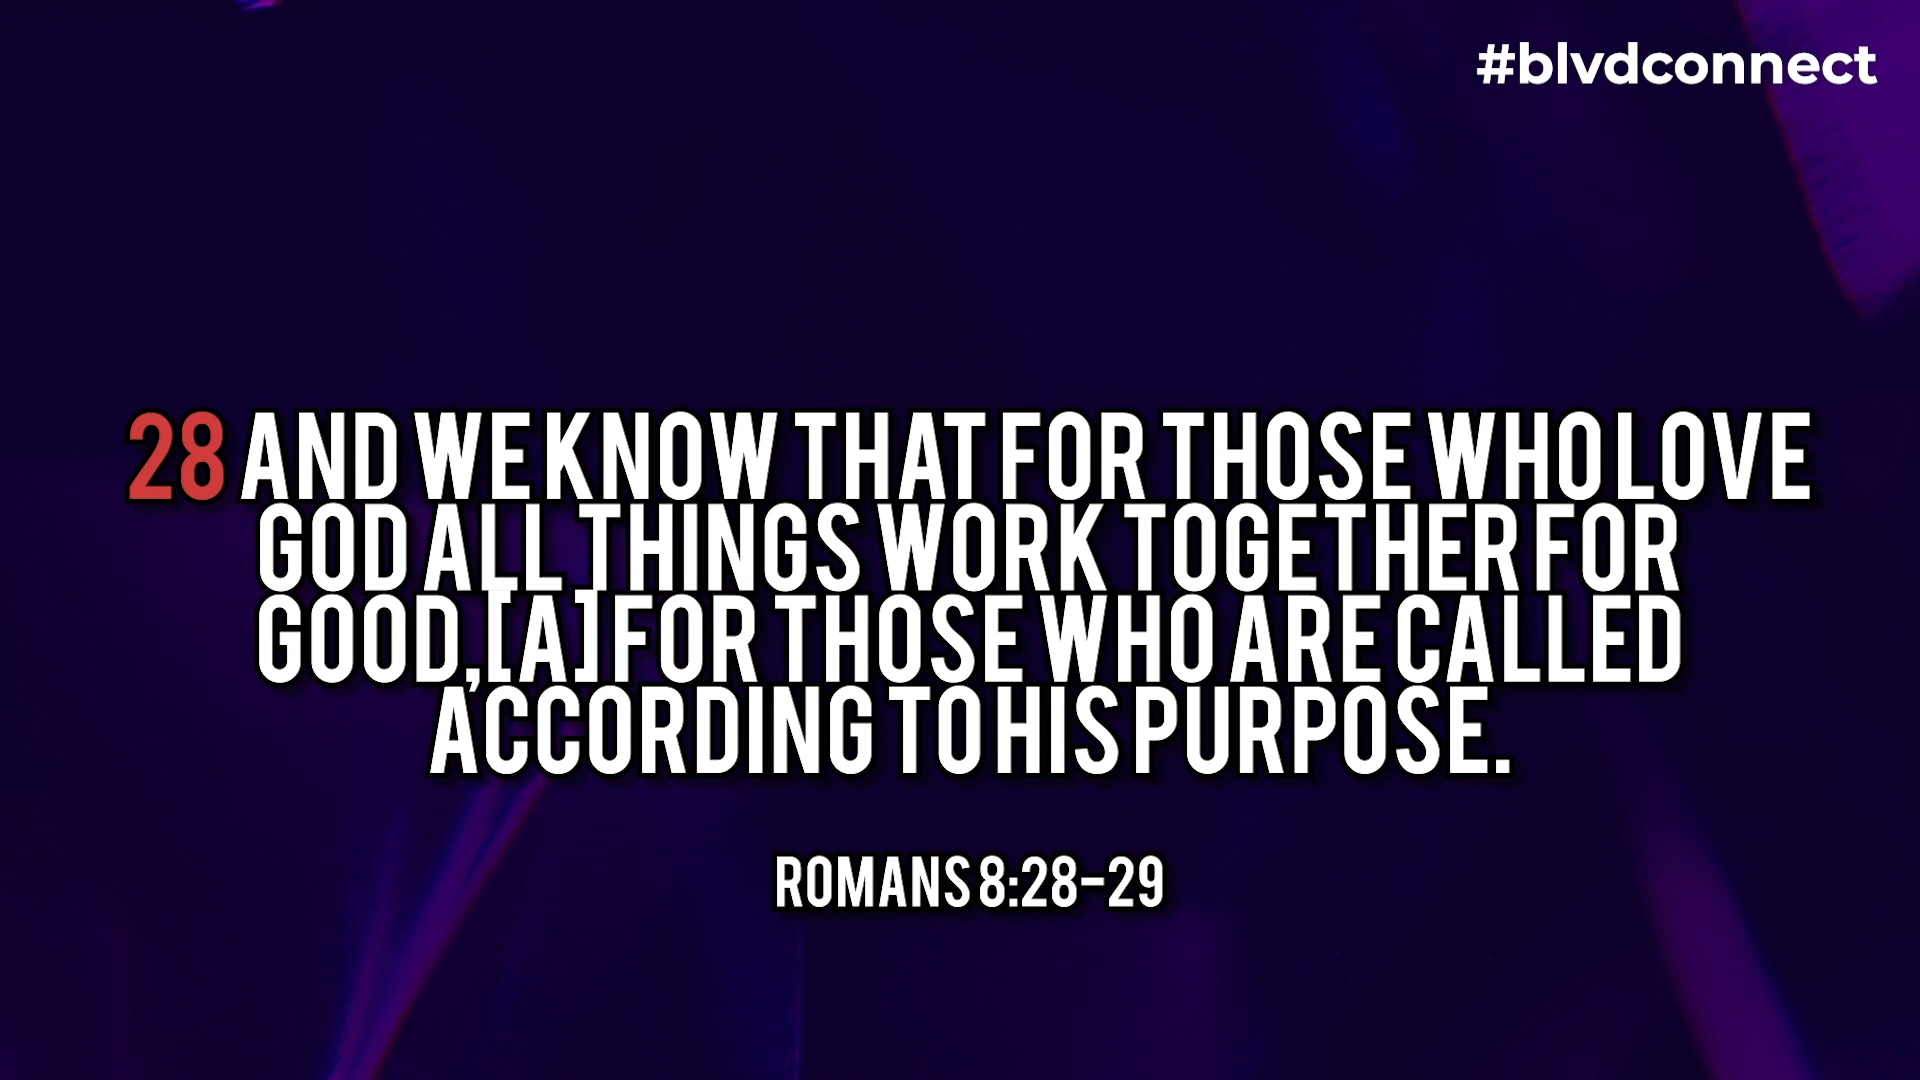 #blvdconnect
28 AND WE KNOW THAT FOR THOSE WHO LOVE
GOD ALL THINGS WORK TOGETHER FOR
GOOD,[A] FOR THOSE WHO ARE CALLED
ACCORDING TO HIS PURPOSE.
ROMANS 8:28-29